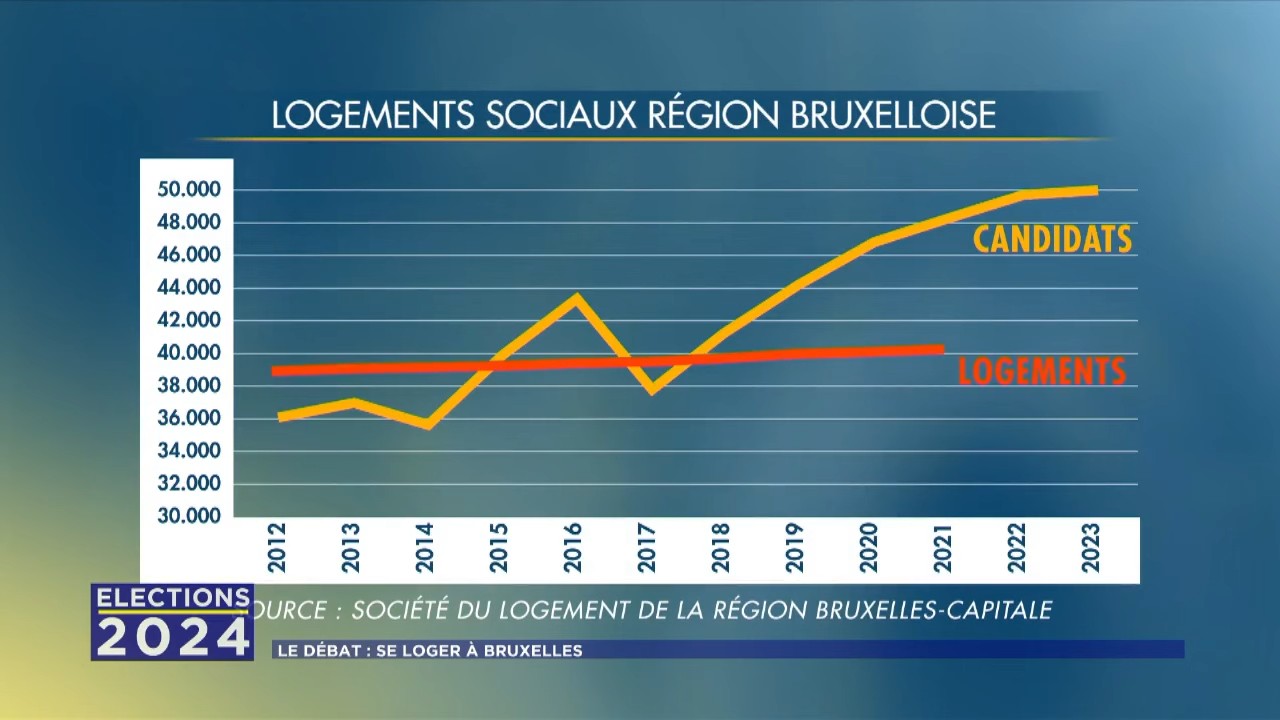 LOGEMENTS SOCIAUX RÉGION BRUXELLOISE
50.000
48.000
CANDIDATS
46.000
44.000
42.000
40.000
LOGEMENTS
38.000
36.000
34.000
32.000
30.000
2012 2013 2014 2015 2016 2017 2018 2019 2020 2021 2022 2023
ELECTIONS
2024
OURCE : SOCIÉTÉ DU LOGEMENT DE LA RÉGION BRUXELLES-CAPITALE
LE DÉBAT : SE LOGER À BRUXELLES